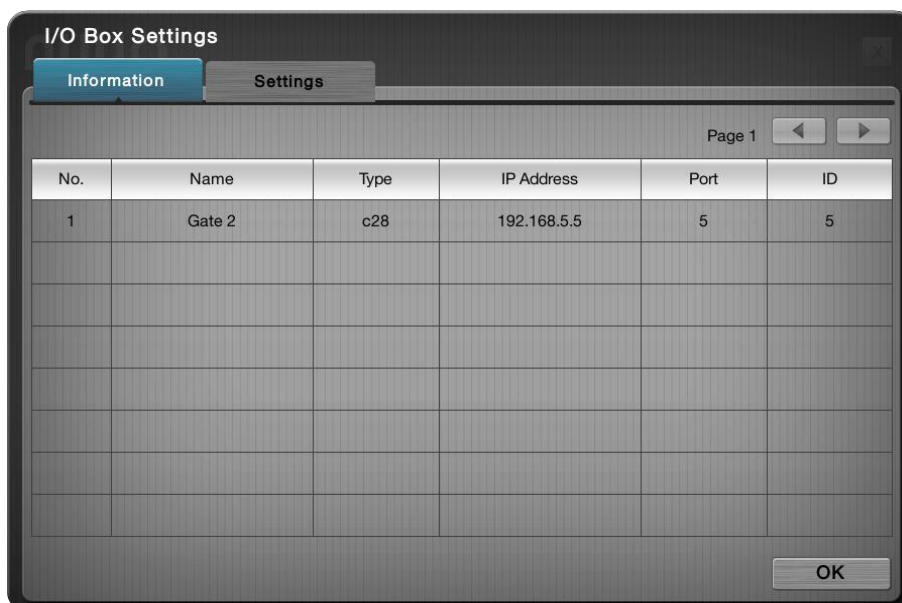 I/O Box Settings
Information Settings
Page 1
No. Name Type IP Address Port ID
1 Gate 2 c28 192.168.5.5 5 5
OK